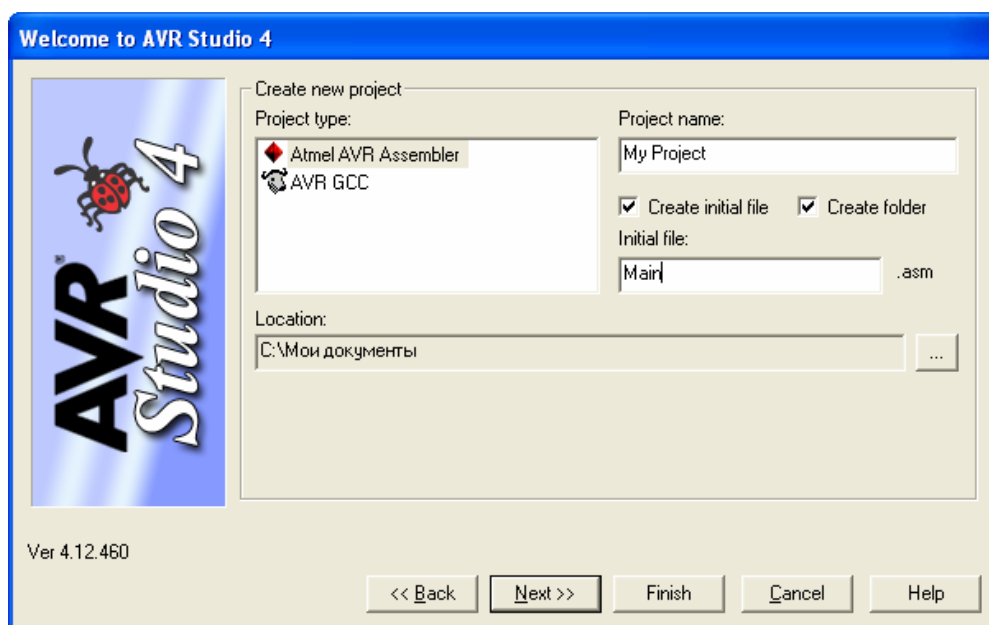 Welcome to AVR Studio 4
AVR®
Studio 4
Create new project
Project type:
Atmel AVR Assembler
AVR GCC
Project name:
My Project
Create initial file
Create folder
Initial file:
Main
.asm
Location:
C:\Мои документы
...
Ver 4.12.460
<< Back
Next >>
Finish
Cancel
Help